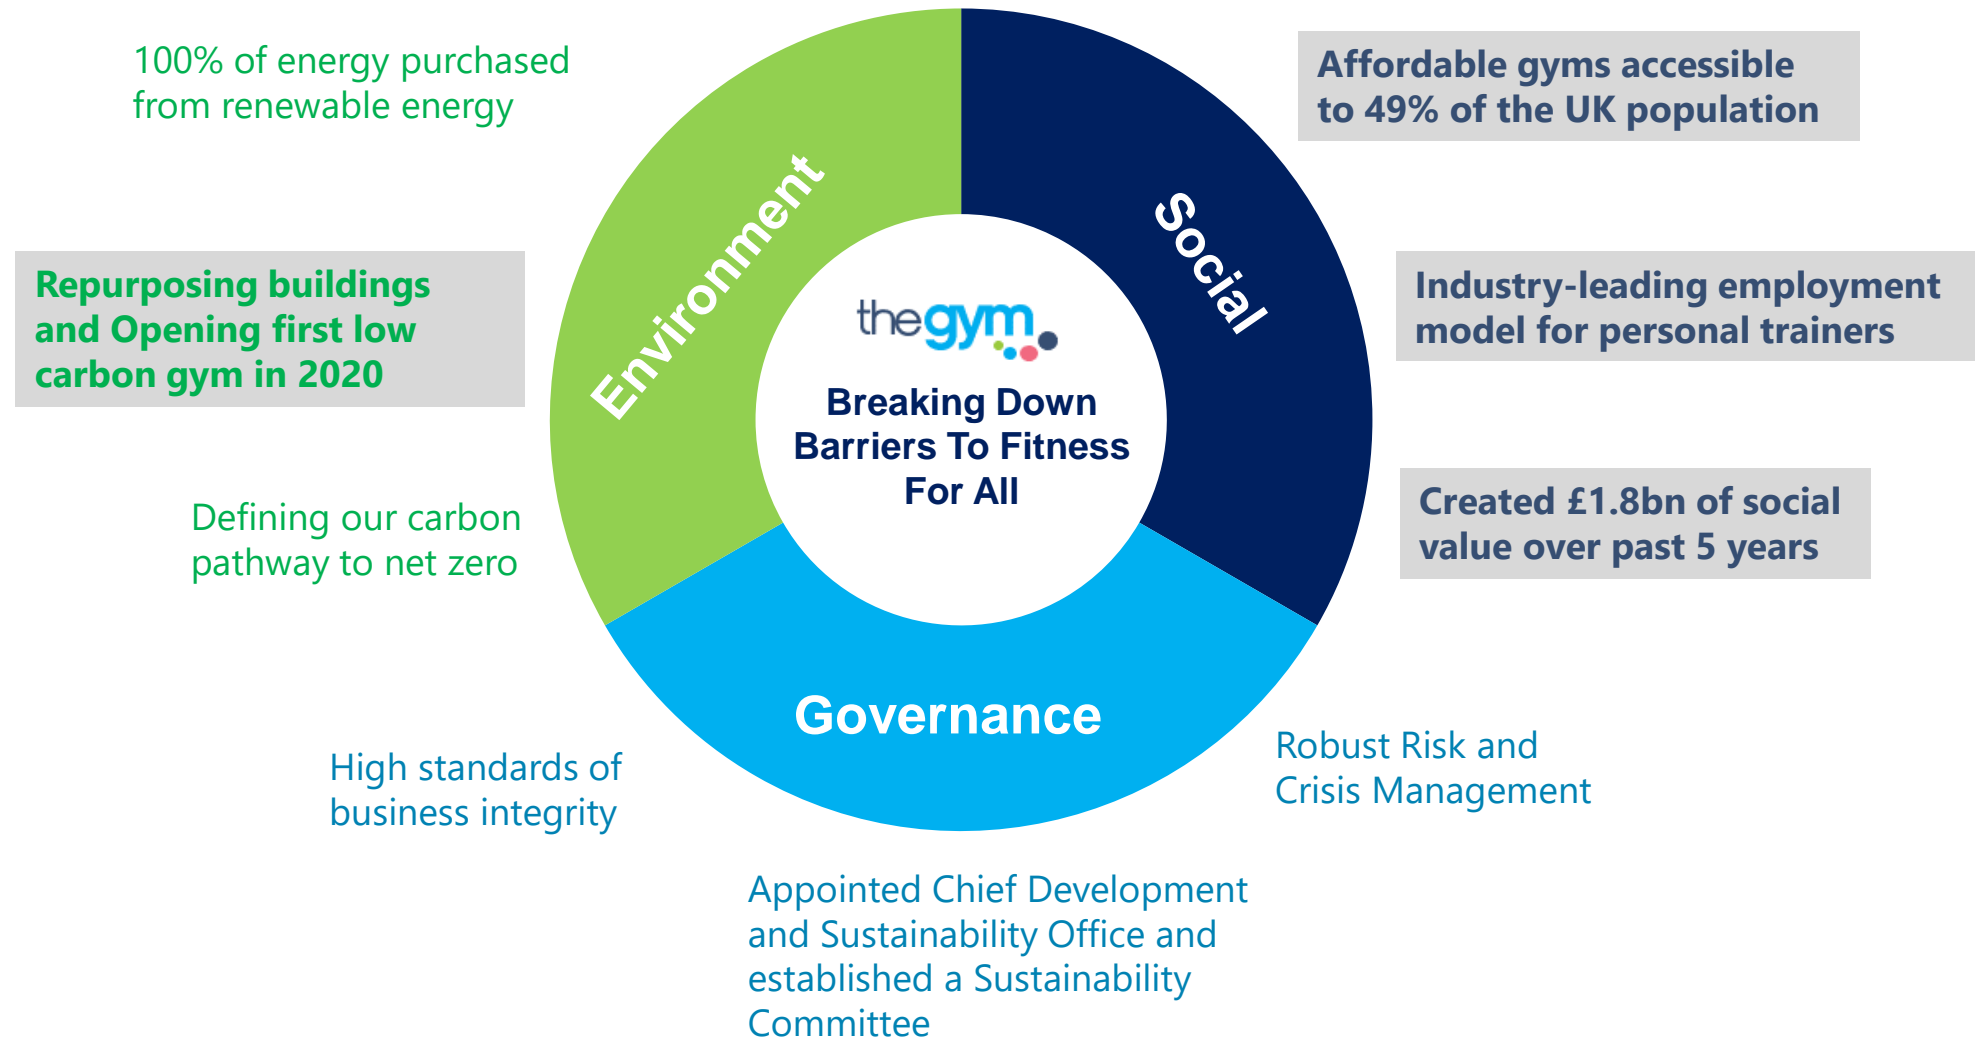 100% of energy purchased
from renewable energy
Repurposing buildings
and Opening first low
carbon gym in 2020
Defining our carbon
pathway to net zero
Environment
Social
thegym
Breaking Down
Barriers To Fitness
For All
Governance
Affordable gyms accessible
to 49% of the UK population
Industry-leading employment
model for personal trainers
Created £1.8bn of social
value over past 5 years
High standards of
business integrity
Appointed Chief Development
and Sustainability Office and
established a Sustainability
Committee
Robust Risk and
Crisis Management